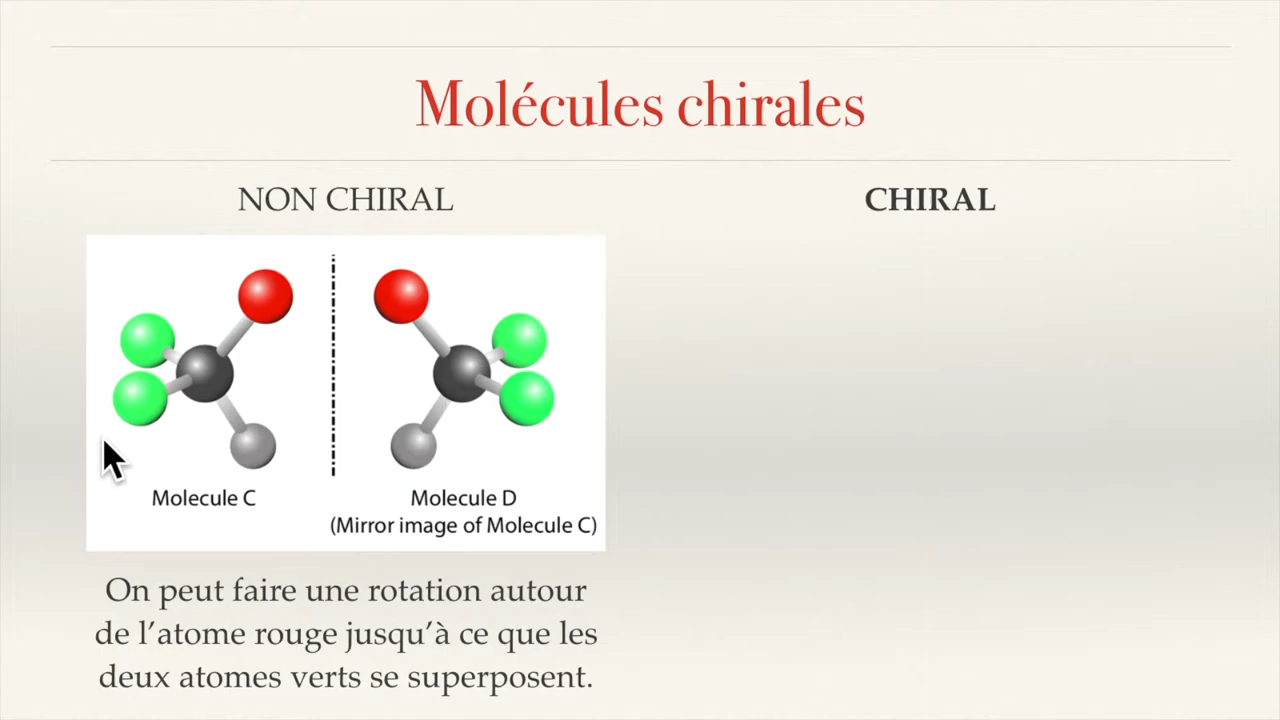 Molécules chirales
NON CHIRAL
CHIRAL
Molecule C
Molecule D
(Mirror image of Molecule C)
On peut faire une rotation autour
de l’atome rouge jusqu’à ce que les
deux atomes verts se superposent.